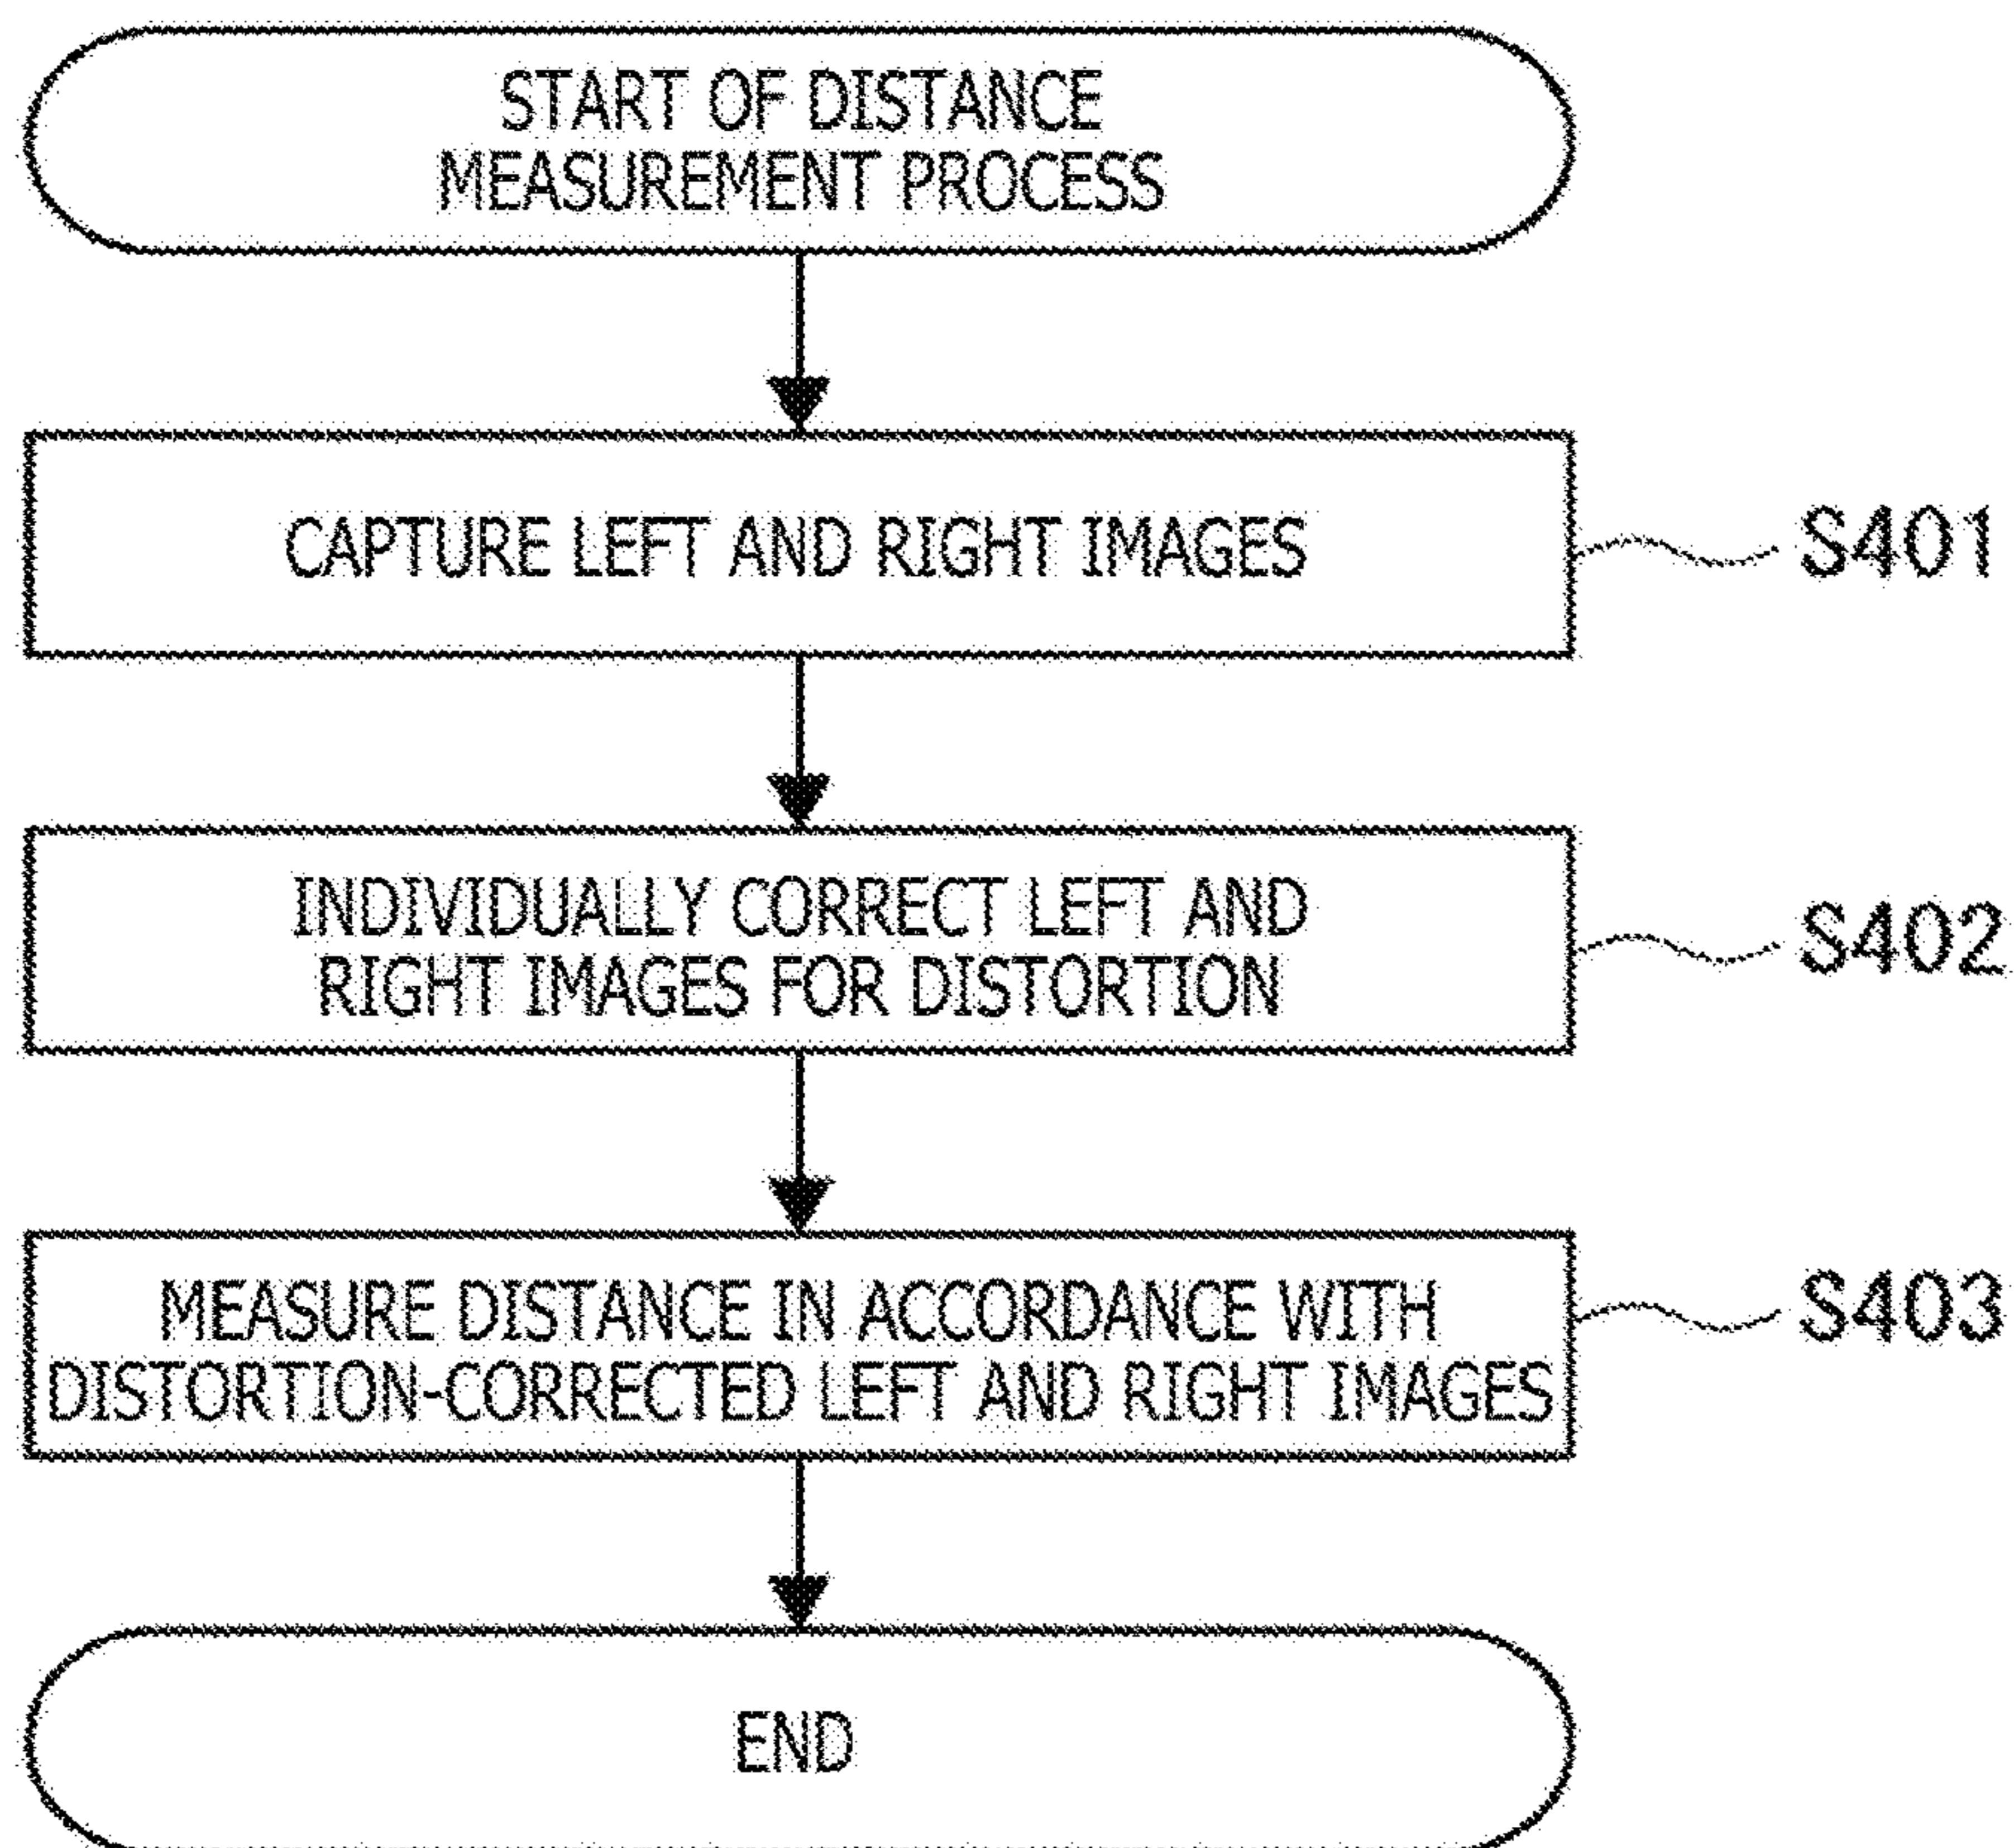 START OF DISTANCE
MEASUREMENT PROCESS
CAPTURE LEFT AND RIGHT IMAGES
S401
INDIVIDUALLY CORRECT LEFT AND
RIGHT IMAGES FOR DISTORTION
S402
MEASURE DISTANCE IN ACCORDANCE WITH
DISTORTION-CORRECTED LEFT AND RIGHT IMAGES
S403
END